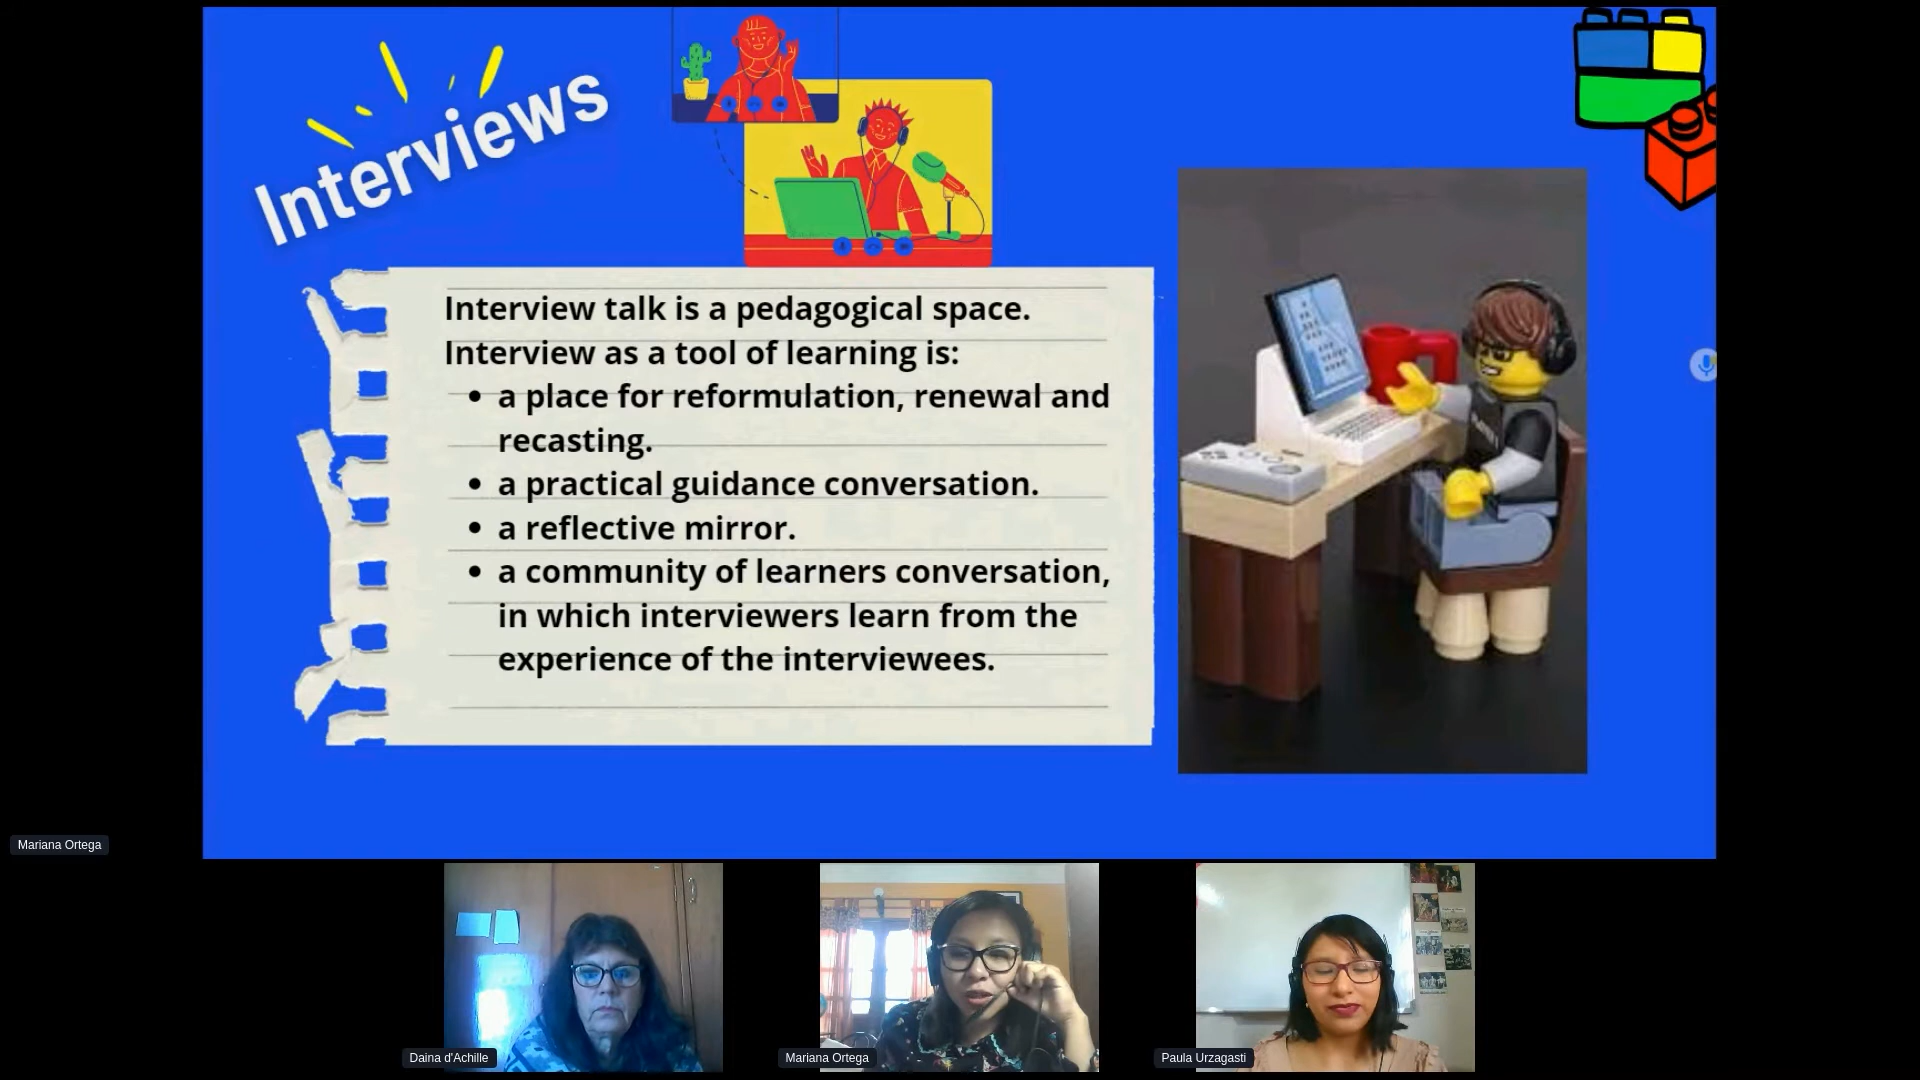 Interviews
Interview talk is a pedagogical space.
Interview as a tool of learning is:
• a place for reformulation, renewal and
recasting.
• a practical guidance conversation.
• a reflective mirror.
• a community of learners conversation,
in which interviewers learn from the
experience of the interviewees.
Mariana Ortega
Daina d'Achille
Mariana Ortega
Paula Urzagasti